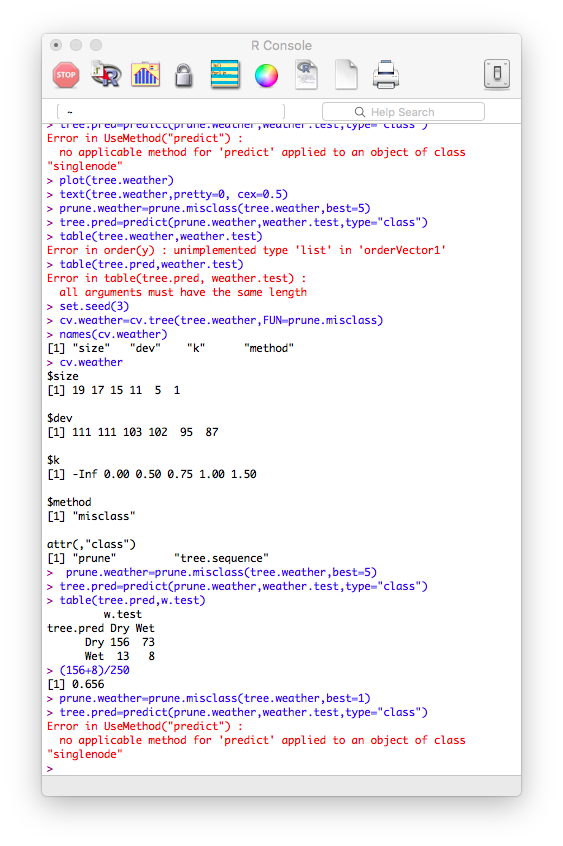 R Console
STOP
~
Help Search
> tree.pred=predict(prune.weather,weather.test,type="class")
Error in UseMethod("predict") :
  no applicable method for 'predict' applied to an object of class
"singlenode"
> plot(tree.weather)
> text(tree.weather,pretty=0, cex=0.5)
> prune.weather=prune.misclass(tree.weather,best=5)
> tree.pred=predict(prune.weather,weather.test,type="class")
> table(tree.weather,weather.test)
Error in order(y) : unimplemented type 'list' in 'orderVector1'
> table(tree.pred,weather.test)
Error in table(tree.pred, weather.test) :
  all arguments must have the same length
> set.seed(3)
> cv.weather=cv.tree(tree.weather,FUN=prune.misclass)
> names(cv.weather)
[1] "size"   "dev"    "k"      "method"
> cv.weather
$size
[1] 19 17 15 11  5  1

$dev
[1] 111 111 103 102  95  87

$k
[1] -Inf 0.00 0.50 0.75 1.00 1.50

$method
[1] "misclass"

attr(,"class")
[1] "prune"         "tree.sequence"
>  prune.weather=prune.misclass(tree.weather,best=5)
> tree.pred=predict(prune.weather,weather.test,type="class")
> table(tree.pred,w.test)
         w.test
tree.pred Dry Wet
      Dry 156  73
      Wet  13   8
> (156+8)/250
[1] 0.656
> prune.weather=prune.misclass(tree.weather,best=1)
> tree.pred=predict(prune.weather,weather.test,type="class")
Error in UseMethod("predict") :
  no applicable method for 'predict' applied to an object of class
"singlenode"
>